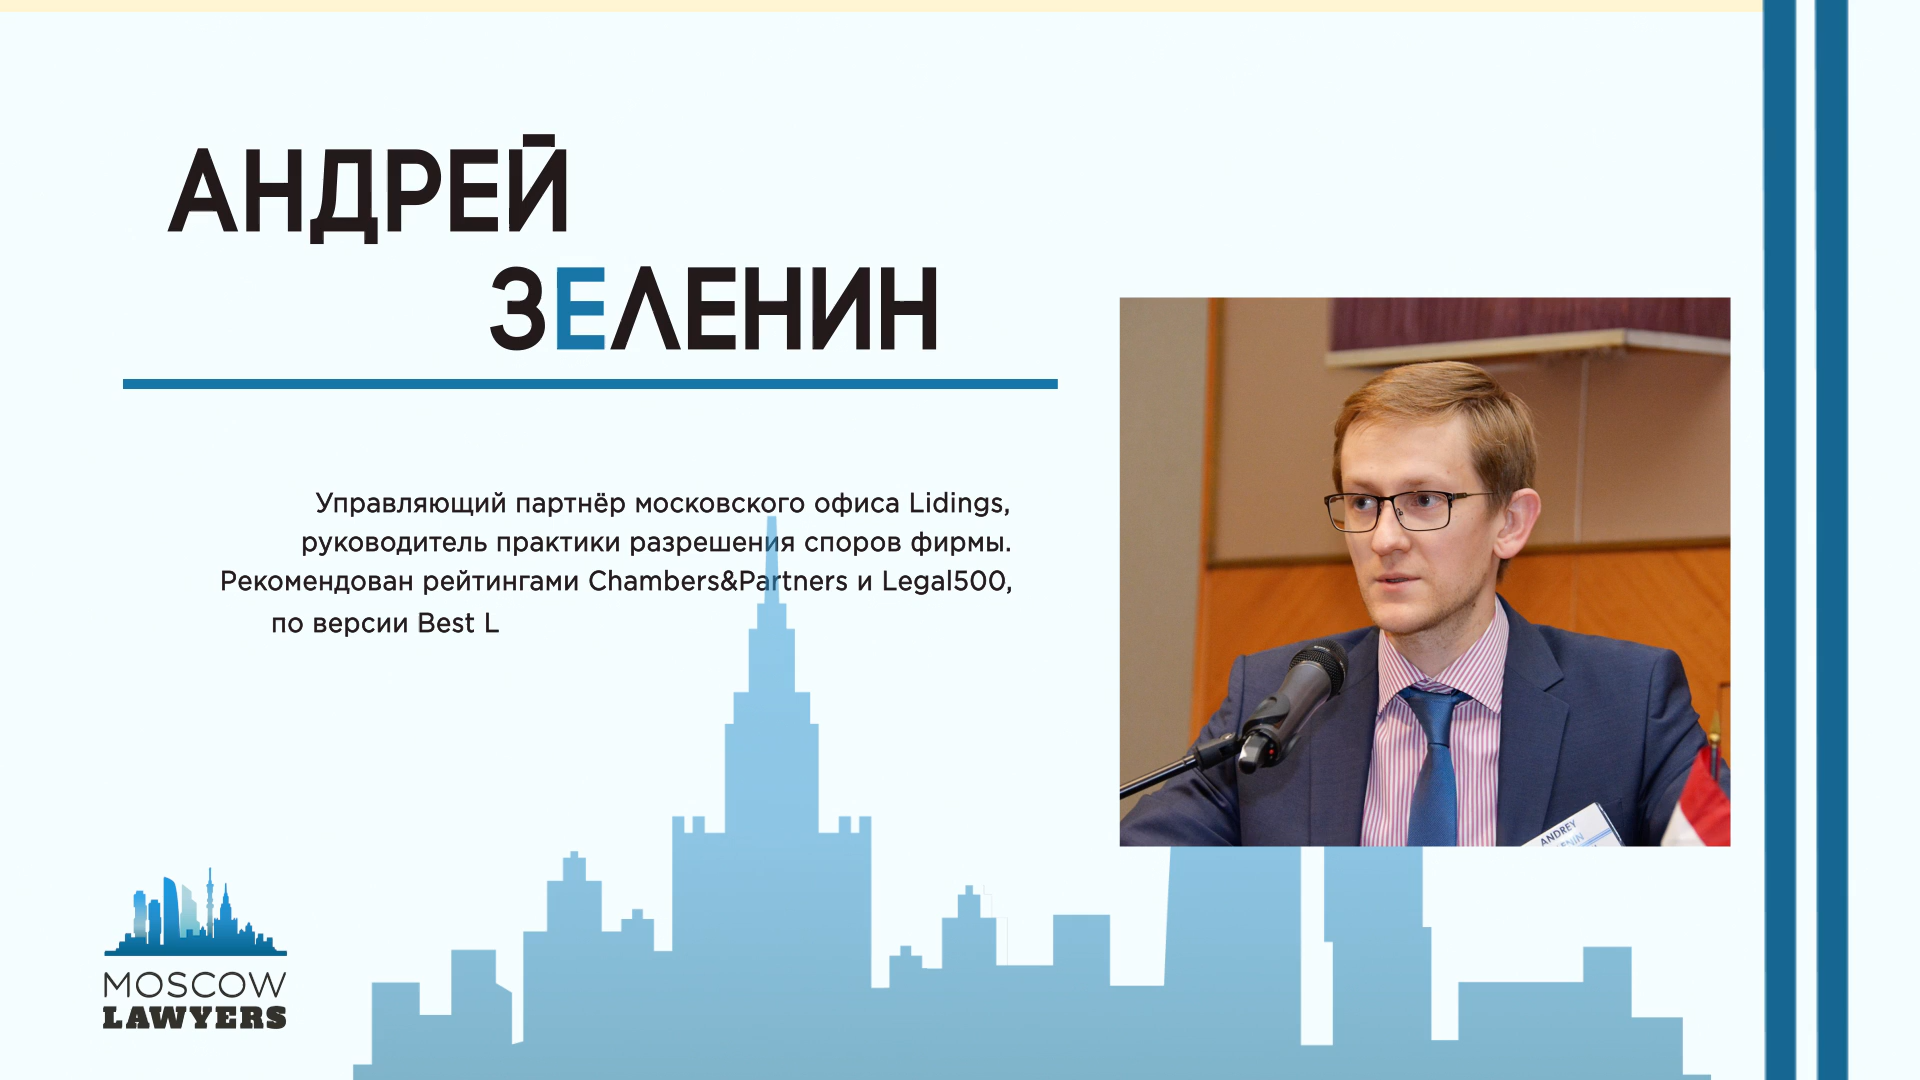 АНДРЕЙ
ЗЕЛЕНИН
Управляющий партнёр московского офиса Lidings,
руководитель практики разрешения споров фирмы.
Рекомендован рейтингами Chambers&Partners и Legal500,
по версии Best L
ANDREY
MOSCOW
LAWYERS